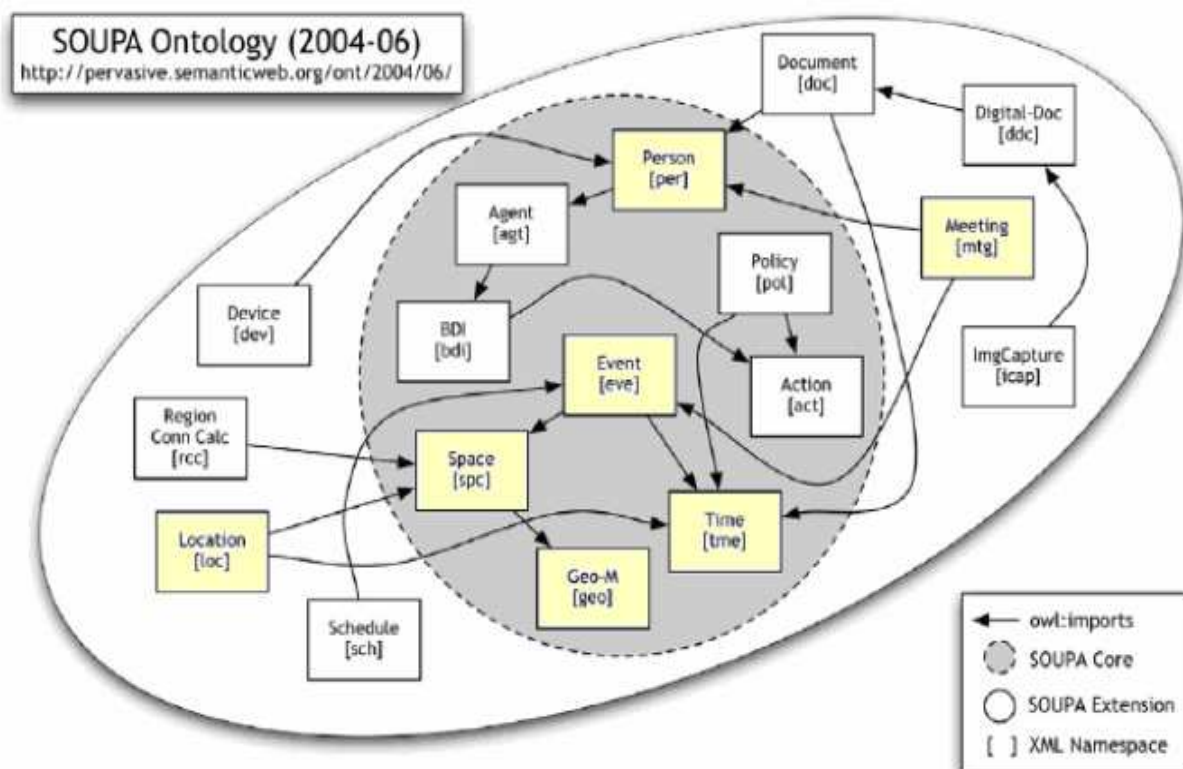 SOUPA Ontology (2004-06)
http://pervasive.semanticweb.org/ont/2004/06/
Document
[doc]
Digital-Doc
[ddc]
Person
[per]
Agent
[agt]
Meeting
[mtg]
Policy
[pol]
Device
[dev]
BDI
[bdi]
ImgCapture
[icap]
Event
[eve]
Action
[act]
Region
Conn Calc
[rcc]
Space
[spc]
Location
[loc]
Time
[tme]
Geo-M
[geo]
Schedule
[sch]
owl:imports
SOUPA Core
SOUPA Extension
[ ] XML Namespace